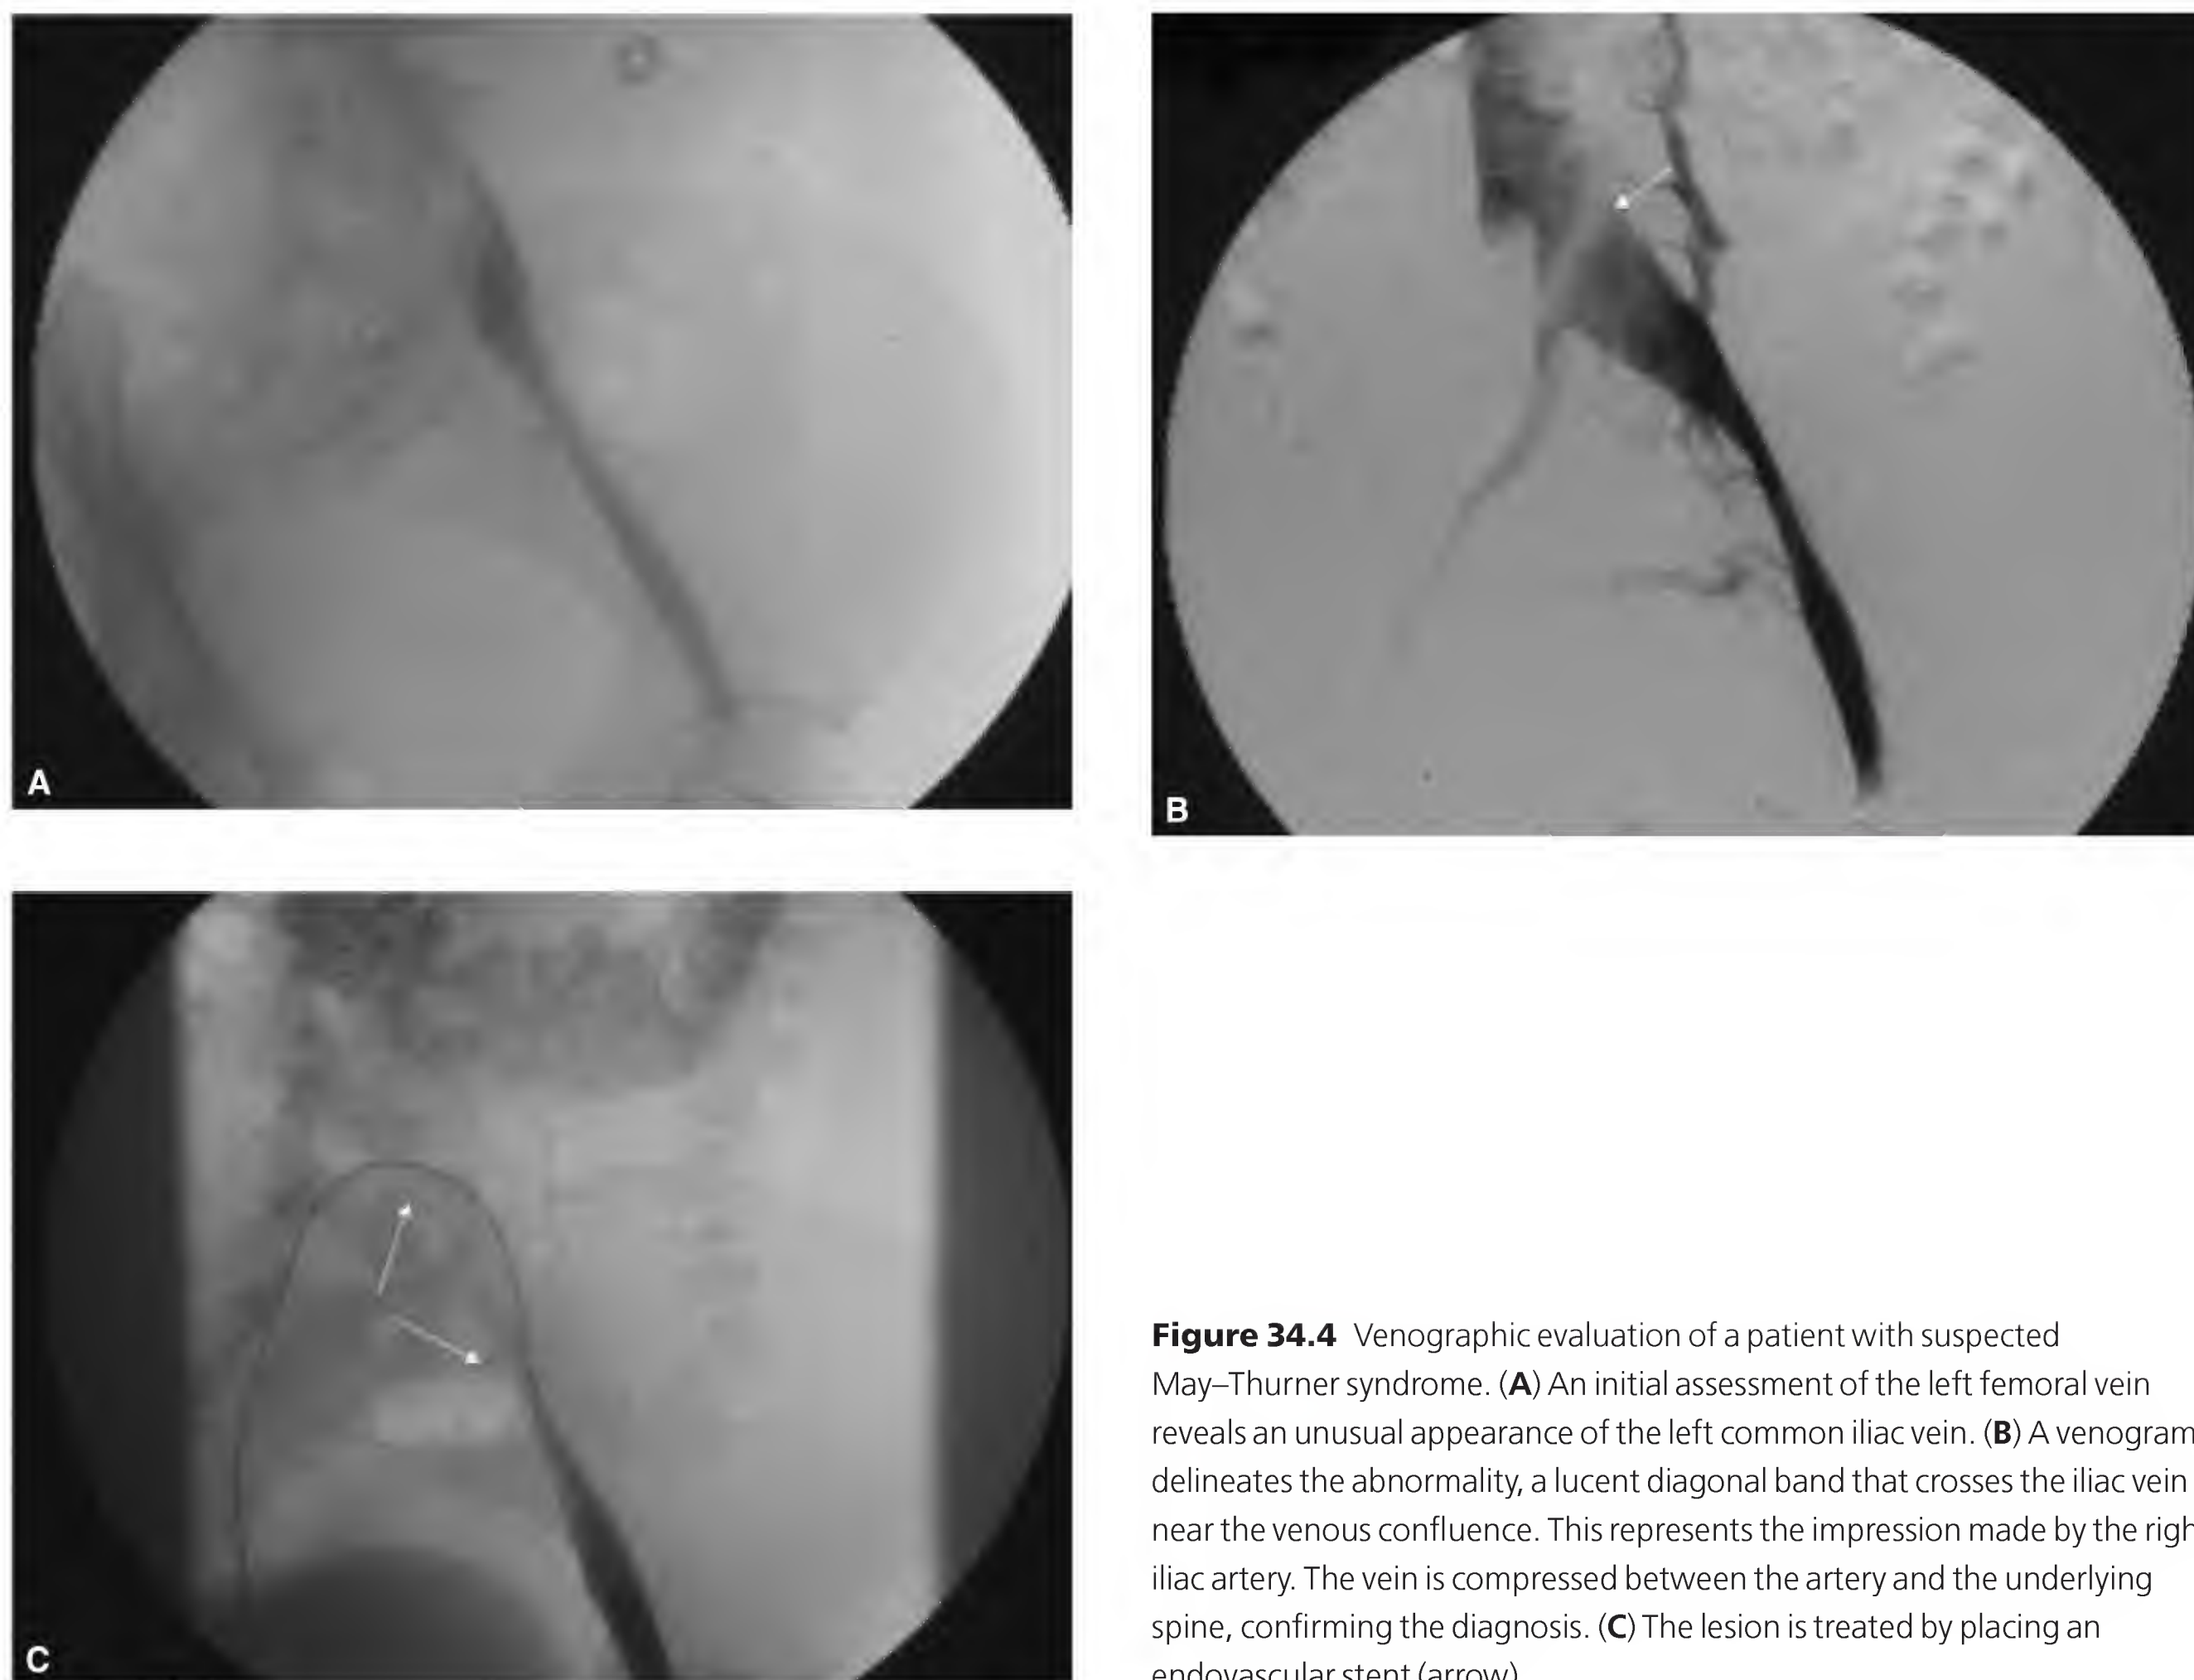 A
B
C
Figure 34.4 Venographic evaluation of a patient with suspected
May–Thurner syndrome. (A) An initial assessment of the left femoral vein
reveals an unusual appearance of the left common iliac vein. (B) A venogram
delineates the abnormality, a lucent diagonal band that crosses the iliac vein
near the venous confluence. This represents the impression made by the righ
iliac artery. The vein is compressed between the artery and the underlying
spine, confirming the diagnosis. (C) The lesion is treated by placing an
endovascular stent (arrow)